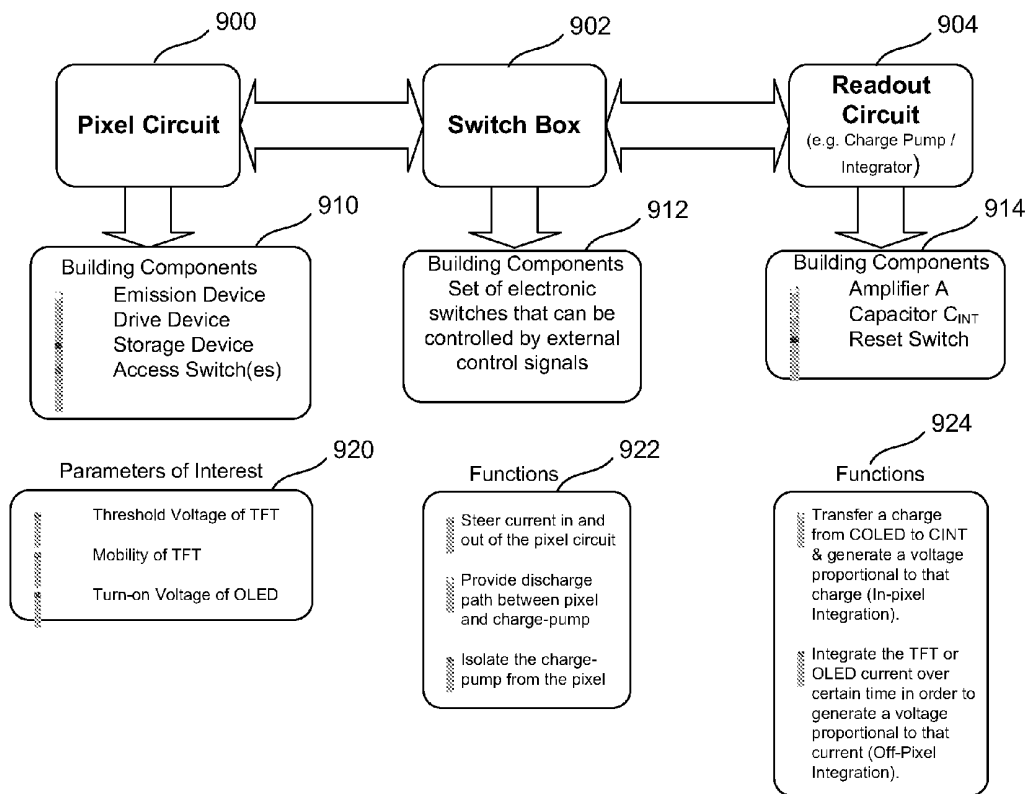 900
902
904
Pixel Circuit
Switch Box
Readout
Circuit
(e.g. Charge Pump /
Integrator)
910
912
914
Building Components
Emission Device
Drive Device
Storage Device
Access Switch(es)
Building Components
Set of electronic
switches that can be
controlled by external
control signals
Building Components
Amplifier A
Capacitor CINT
Reset Switch
920
922
924
Parameters of Interest
Threshold Voltage of TFT
Mobility of TFT
Turn-on Voltage of OLED
Functions
Steer current in and
out of the pixel circuit
Provide discharge
path between pixel
and charge-pump
Isolate the charge-
pump from the pixel
Functions
Transfer a charge
from COLED to CINT
& generate a voltage
proportional to that
charge (In-pixel
Integration).
Integrate the TFT or
OLED current over
certain time in order to
generate a voltage
proportional to that
current (Off-Pixel
Integration).